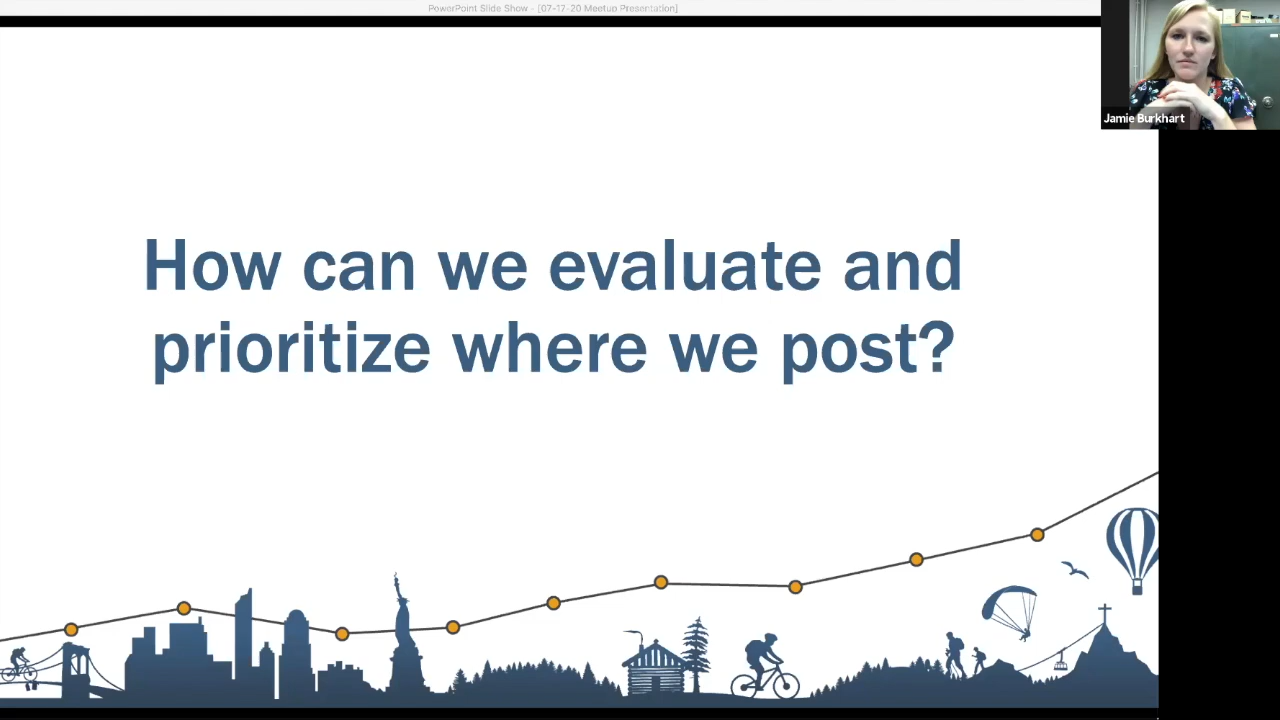 PowerPoint Slide Show - [07-17-20 Meetup Presentation]
Jamie Burkhart
How can we evaluate and
prioritize where we post?